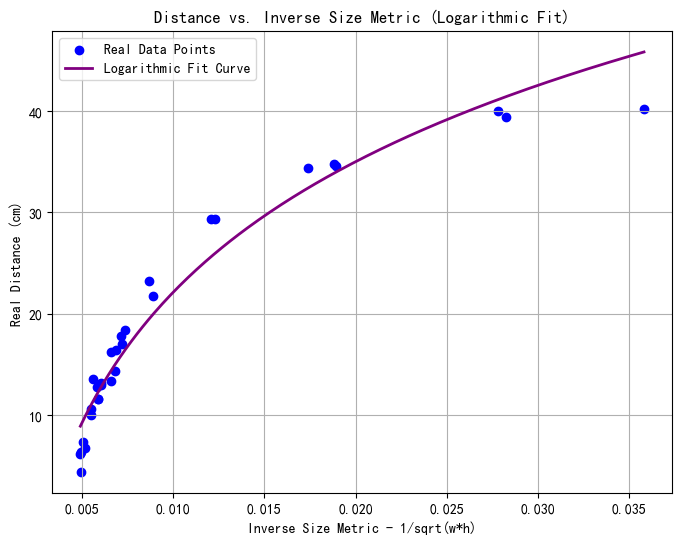 Distance vs. Inverse Size Metric (Logarithmic Fit)
Real Data Points
Logarithmic Fit Curve
Real Distance (cm)
40
30
20
10
0.005 0.010 0.015 0.020 0.025 0.030 0.035
Inverse Size Metric - 1/sqrt(w*h)